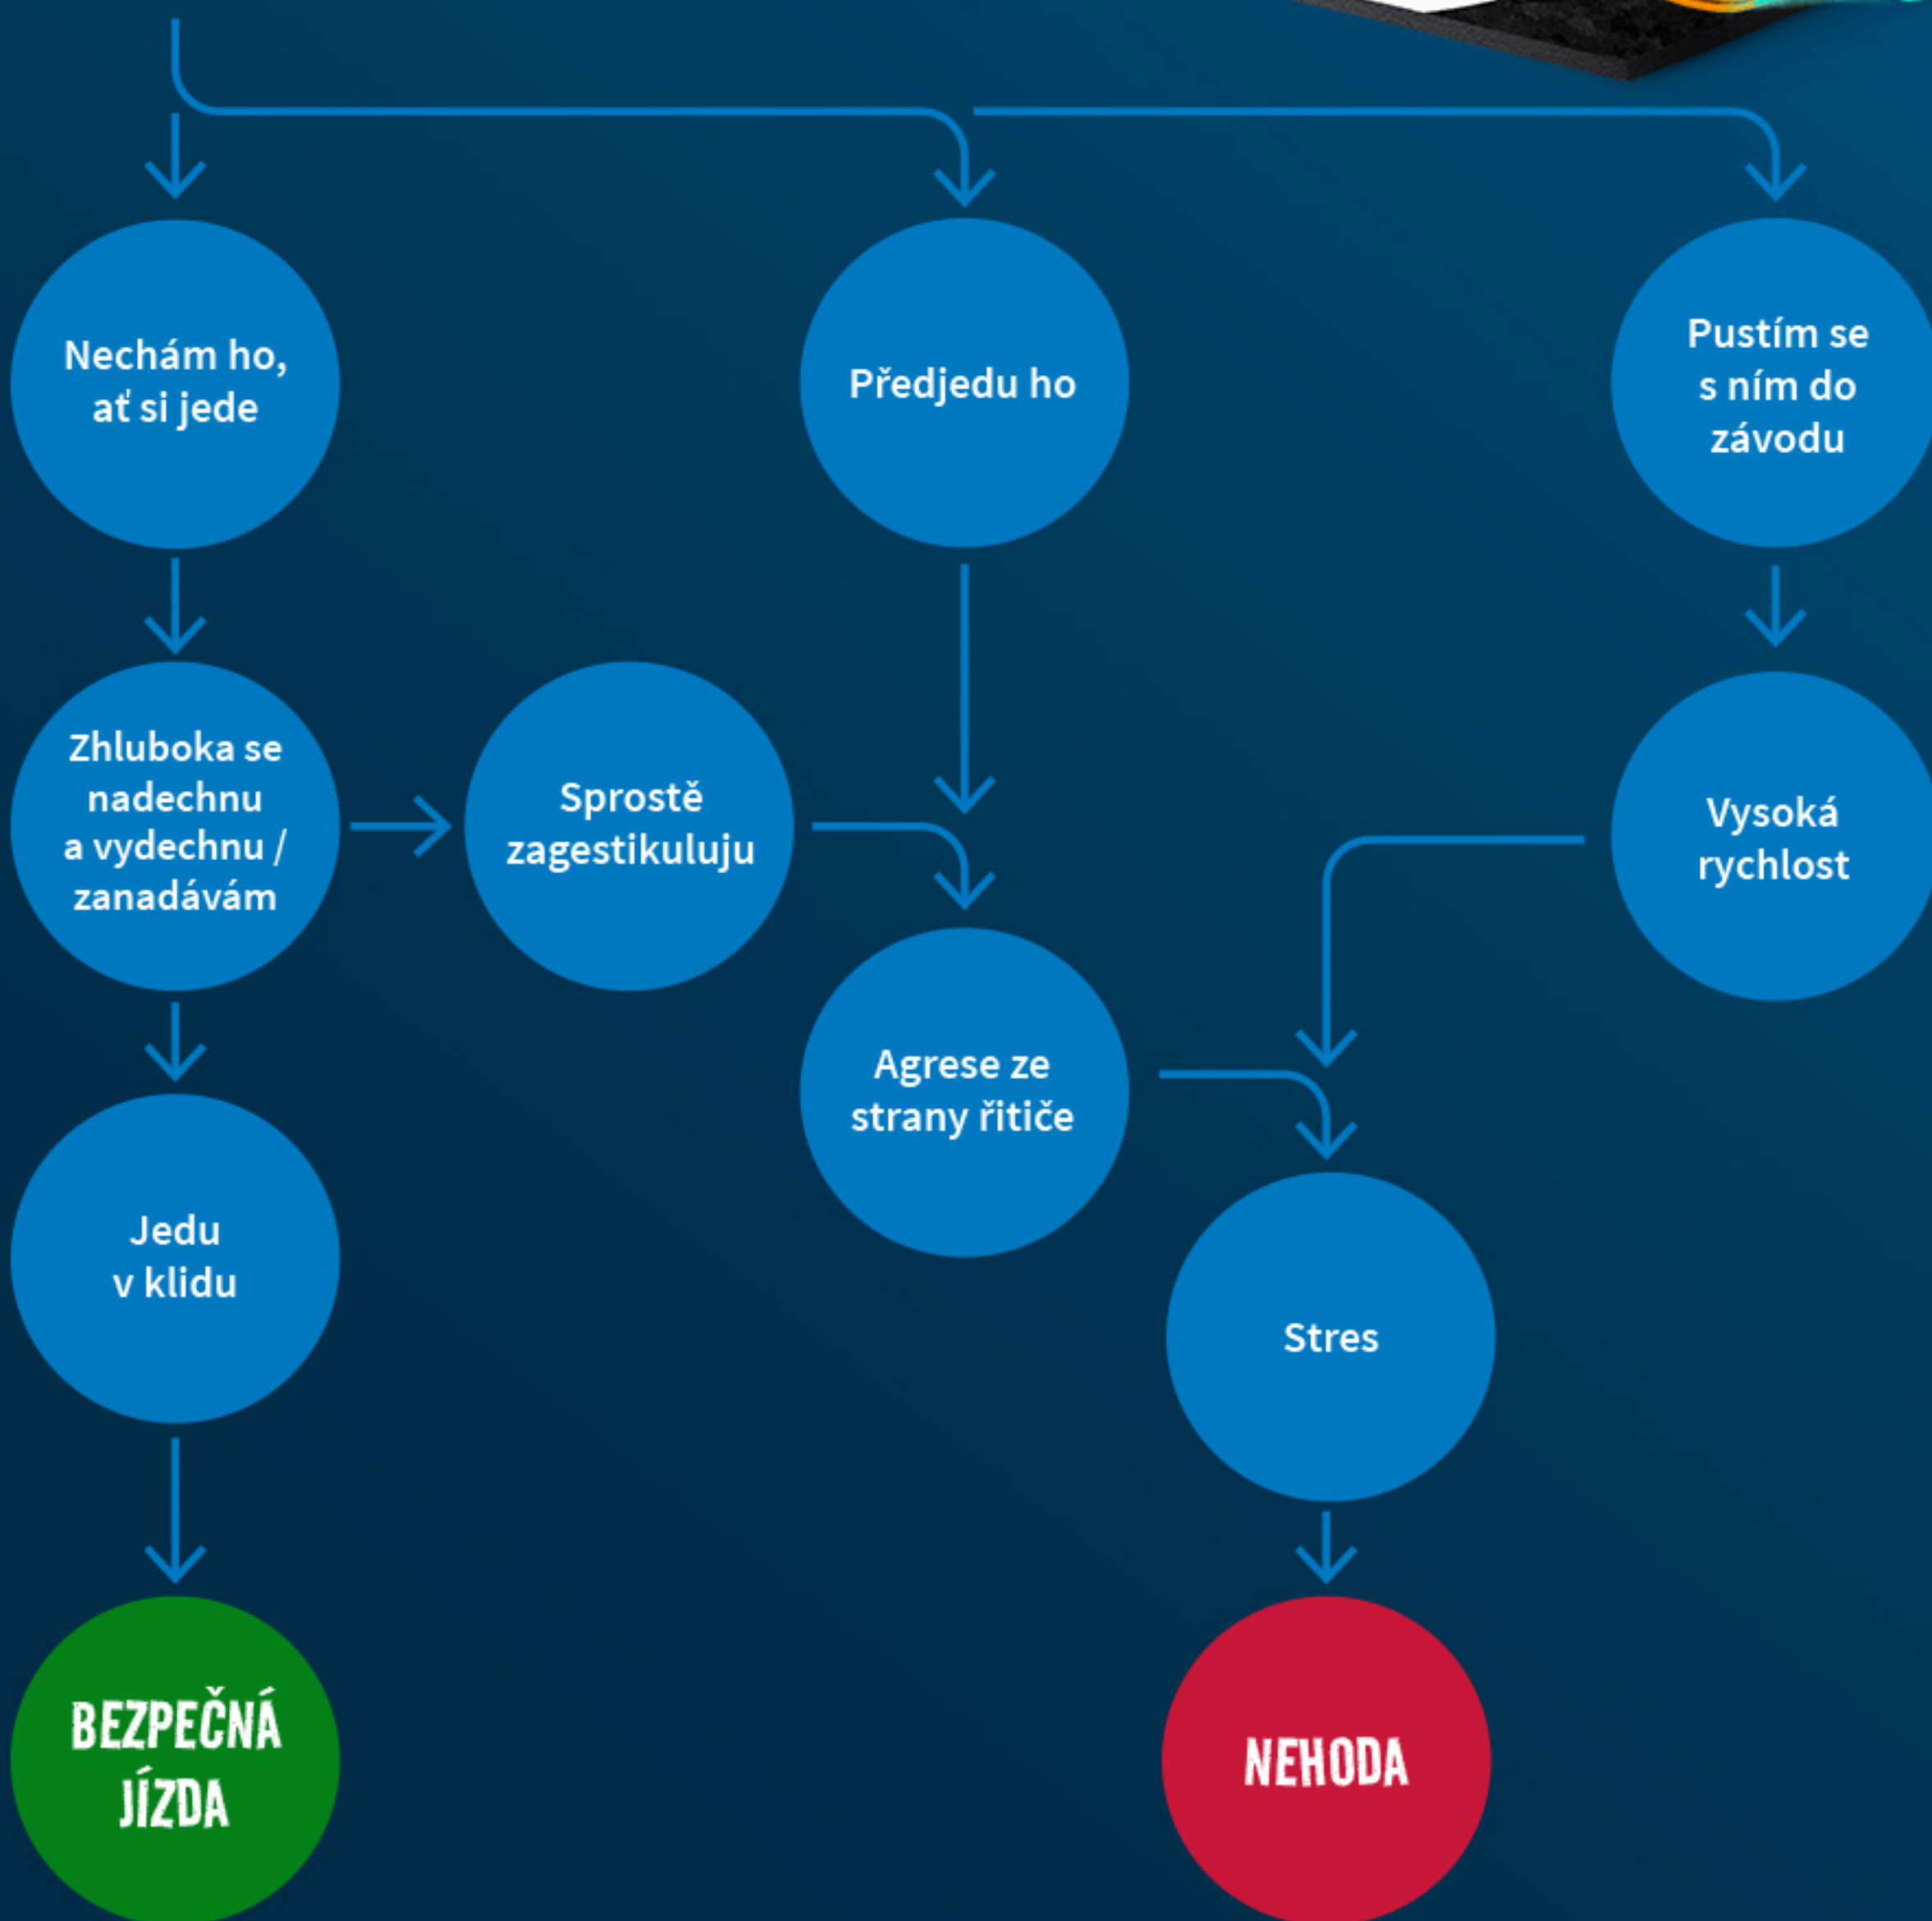 Nechám ho,
ať si jede
Předjedu ho
Pustím se
s ním do
závodu
Zhluboka se
nadechnu
a vydechnu /
zanadávám
Sprostě
zagestikuluju
Vysoká
rychlost
Agrese ze
strany řitiče
Jedu
v klidu
Stres
BEZPEČNÁ
JÍZDA
NEHODA